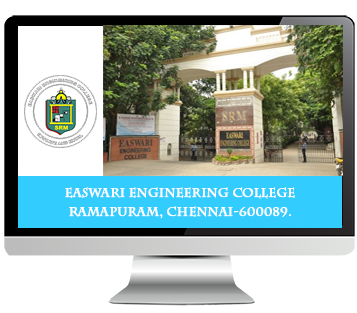 EASWARI ENGINEERING COLLEGE
SRM
SRM
EASWARI
ENGINEERING COLLEGE
EASWARI
ENGINEERING
COLLEGE
EASWARI ENGINEERING COLLEGE
RAMAPURAM, CHENNAI-600089.